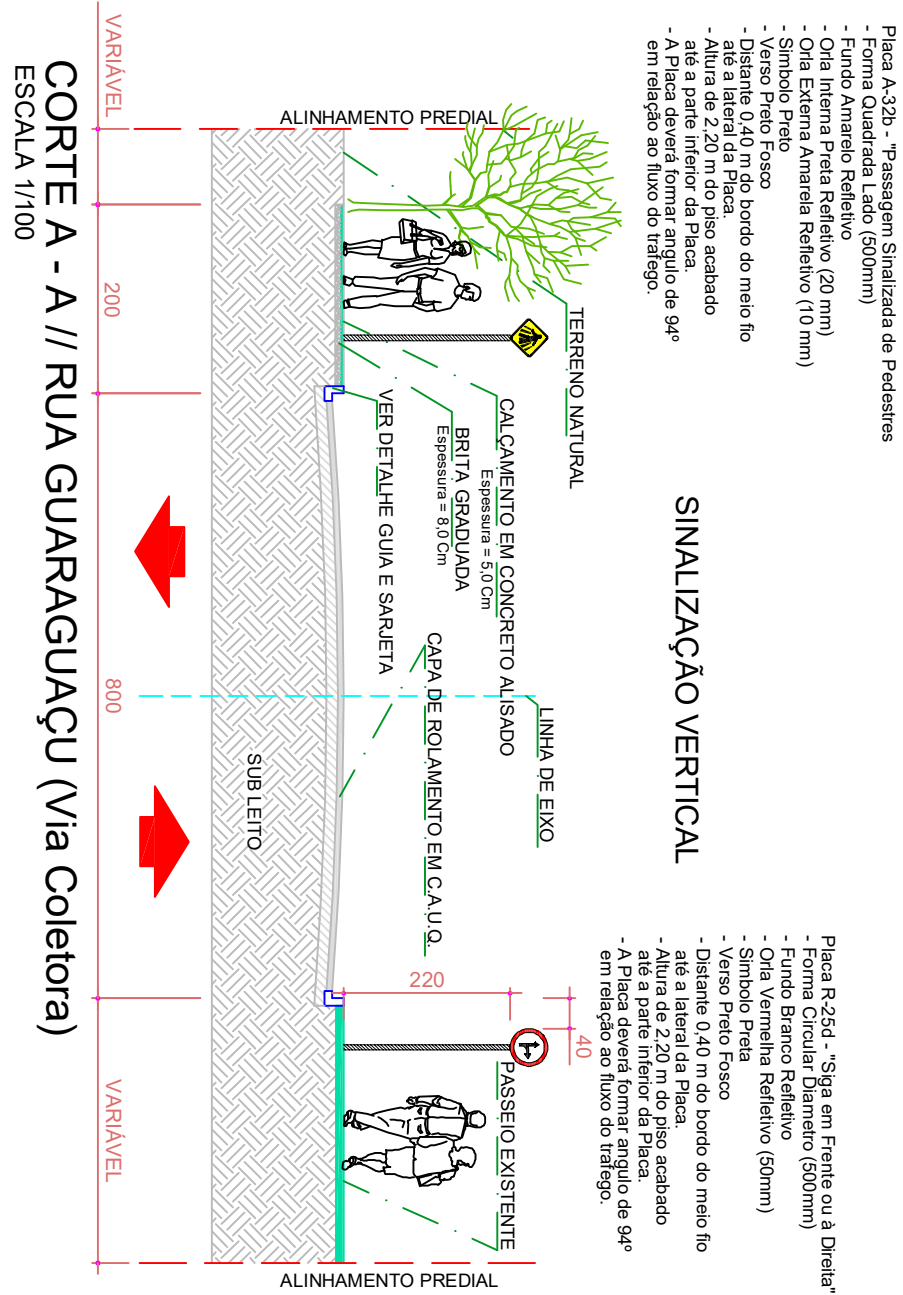 Placa A-32b - "Passagem Sinalizada de Pedestres
- Forma Quadrada Lado (500mm)
- Fundo Amarelo Refletivo
- Orla Interna Preta Refletivo (20 mm)
- Orla Externa Amarela Refletivo (10 mm)
- Simbolo Preto
- Verso Preto Fosco
- Distante 0,40 m do bordo do meio fio
até a lateral da Placa.
- Altura de 2,20 m do piso acabado
até a parte inferior da Placa.
- A Placa deverá formar angulo de 94º
em relação ao fluxo do trafego.
SINALIZAÇÃO VERTICAL
Placa R-25d - "Siga em Frente ou à Direita"
- Forma Circular Diametro (500mm)
- Fundo Branco Refletivo
- Orla Vermelha Refletivo (50mm)
- Simbolo Preta
- Verso Preto Fosco
- Distante 0,40 m do bordo do meio fio
até a lateral da Placa.
- Altura de 2,20 m do piso acabado
até a parte inferior da Placa.
- A Placa deverá formar angulo de 94º
em relação ao fluxo do trafego.
ALINHAMENTO PREDIAL
TERRENO NATURAL
CALÇAMENTO EM CONCRETO ALISADO
Espessura = 5,0 Cm
BRITA GRADUADA
Espessura = 8,0 Cm
VER DETALHE GUIA E SARJETA
LINHA DE EIXO
CAPA DE ROLAMENTO EM C.A.U.Q.
40
220
PASSEIO EXISTENTE
ALINHAMENTO PREDIAL
SUB LEITO
VARIÁVEL
200
800
VARIÁVEL
CORTE A - A // RUA GUARAGUAÇU (Via Coletora)
ESCALA 1/100